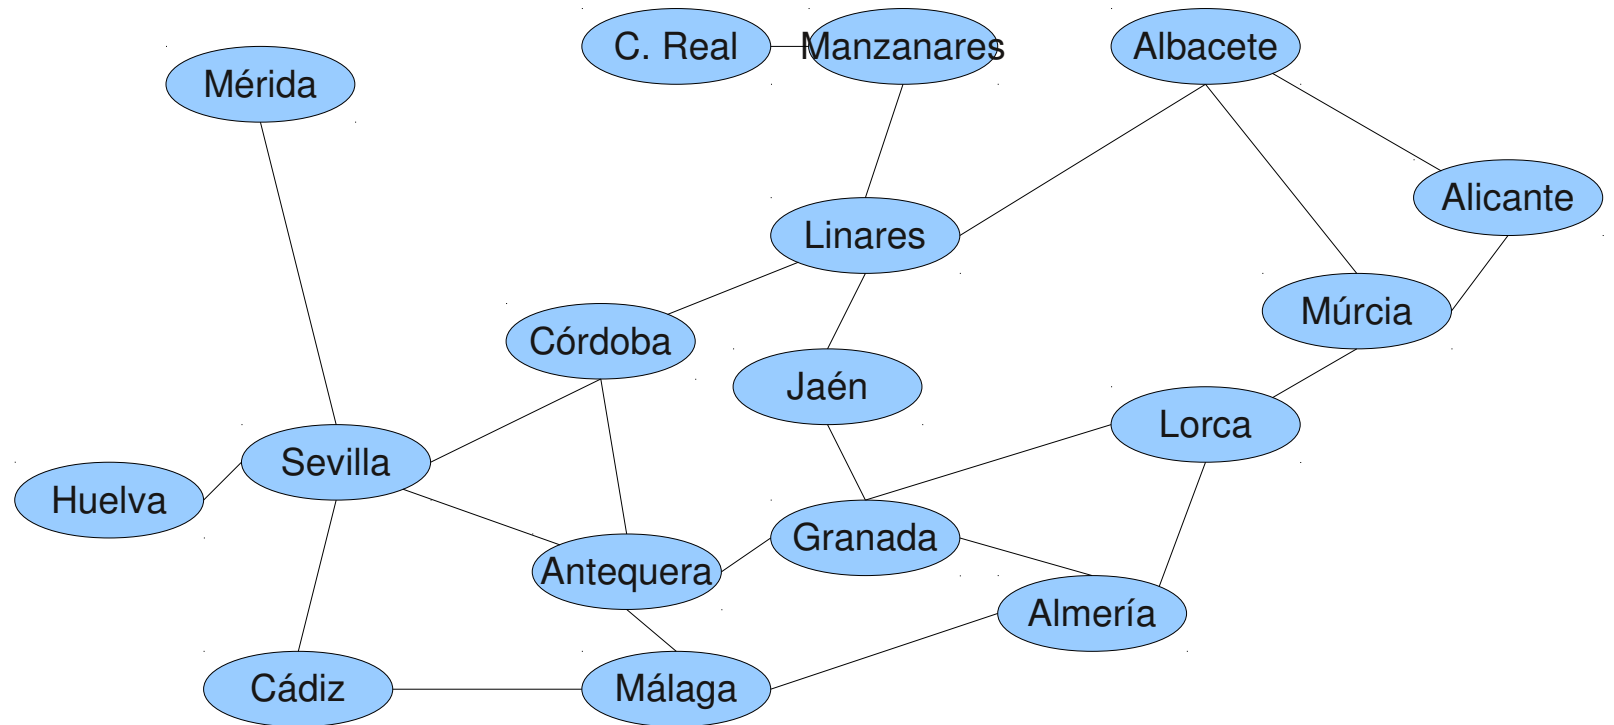 C. Real
Manzanares
Albacete
Mérida
Alicante
Linares
Múrcia
Córdoba
Jaén
Lorca
Sevilla
Huelva
Granada
Antequera
Almería
Cádiz
Málaga